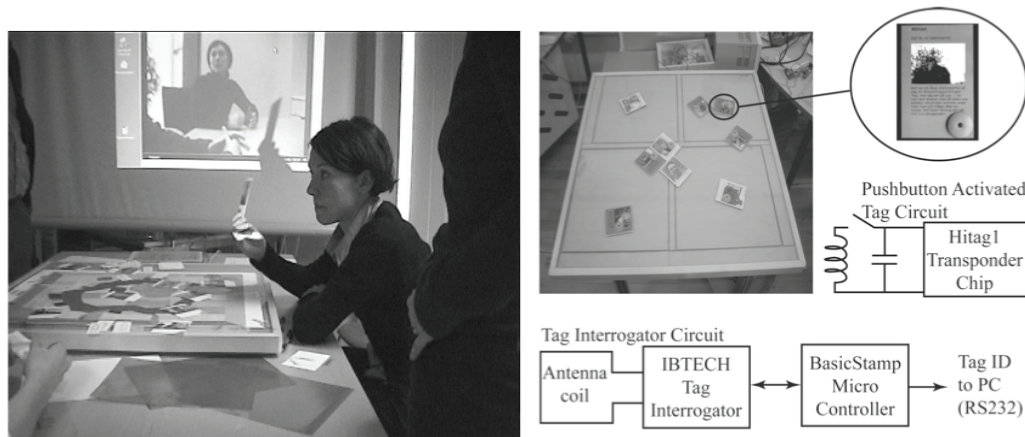 Pushbutton Activated
Tag Circuit
Hitag1
Transponder
Chip
Tag Interrogator Circuit
Antenna
coil
IBTECH
Tag
Interrogator
BasicStamp
Micro
Controller
Tag ID
to PC
(RS232)